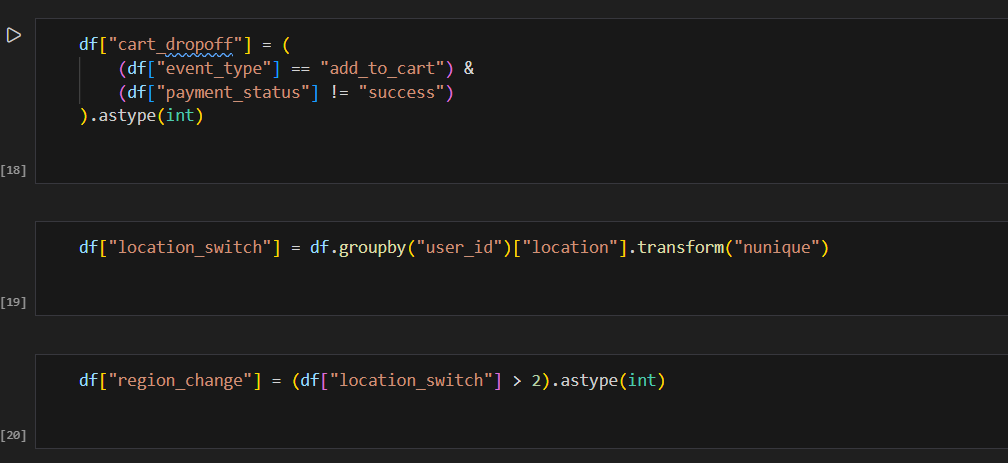 df["cart_dropoff"] = (
    (df["event_type"] == "add_to_cart") &
    (df["payment_status"] != "success")
).astype(int)
[18]
df["location_switch"] = df.groupby("user_id")["location"].transform("nunique")
[19]
df["region_change"] = (df["location_switch"] > 2).astype(int)
[20]